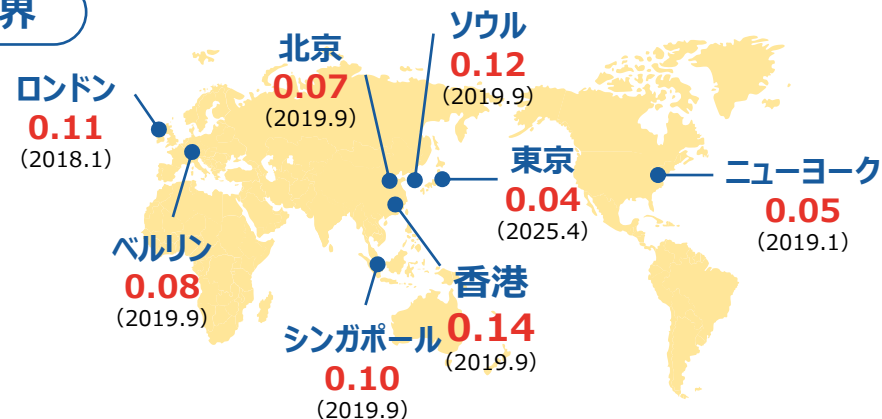 界
ロンドン
0.11
（2018.1）
北京
0.07
（2019.9）
ソウル
0.12
（2019.9）
東京
0.04
（2025.4）
ニューヨーク
0.05
（2019.1）
ベルリン
0.08
（2019.9）
シンガポール
0.10
（2019.9）
香港
0.14
（2019.9）